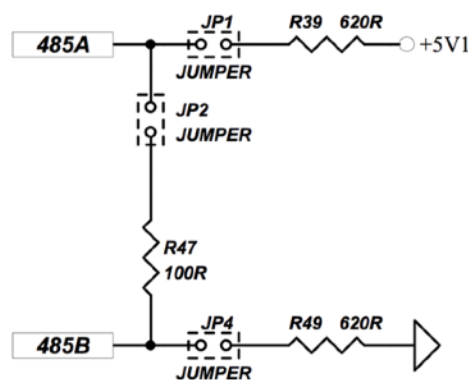 JP1 R39 620R
485A +5V1
JUMPER
JP2
JUMPER
R47
100R
JP4 R49 620R
485B
JUMPER